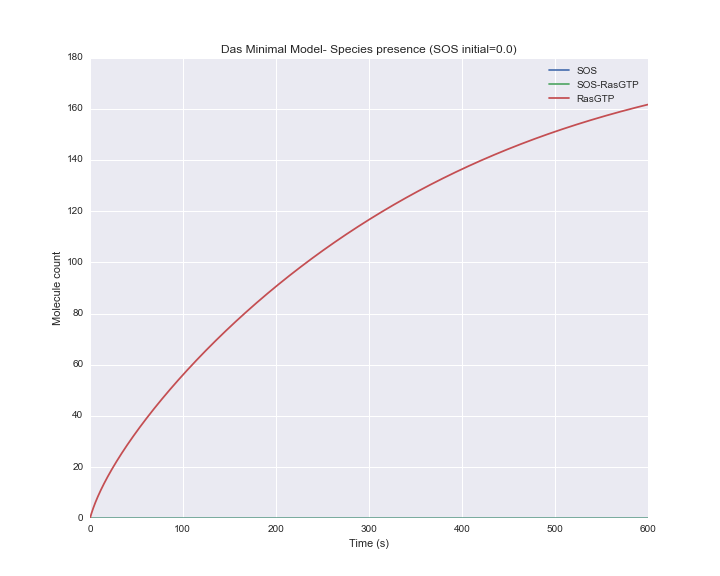 Das Minimal Model- Species presence (SOS initial=0.0)
180
160
140
120
100
80
60
40
20
0
Molecule count
SOS
SOS-RasGTP
RasGTP
0 100 200 300 400 500 600
Time (s)